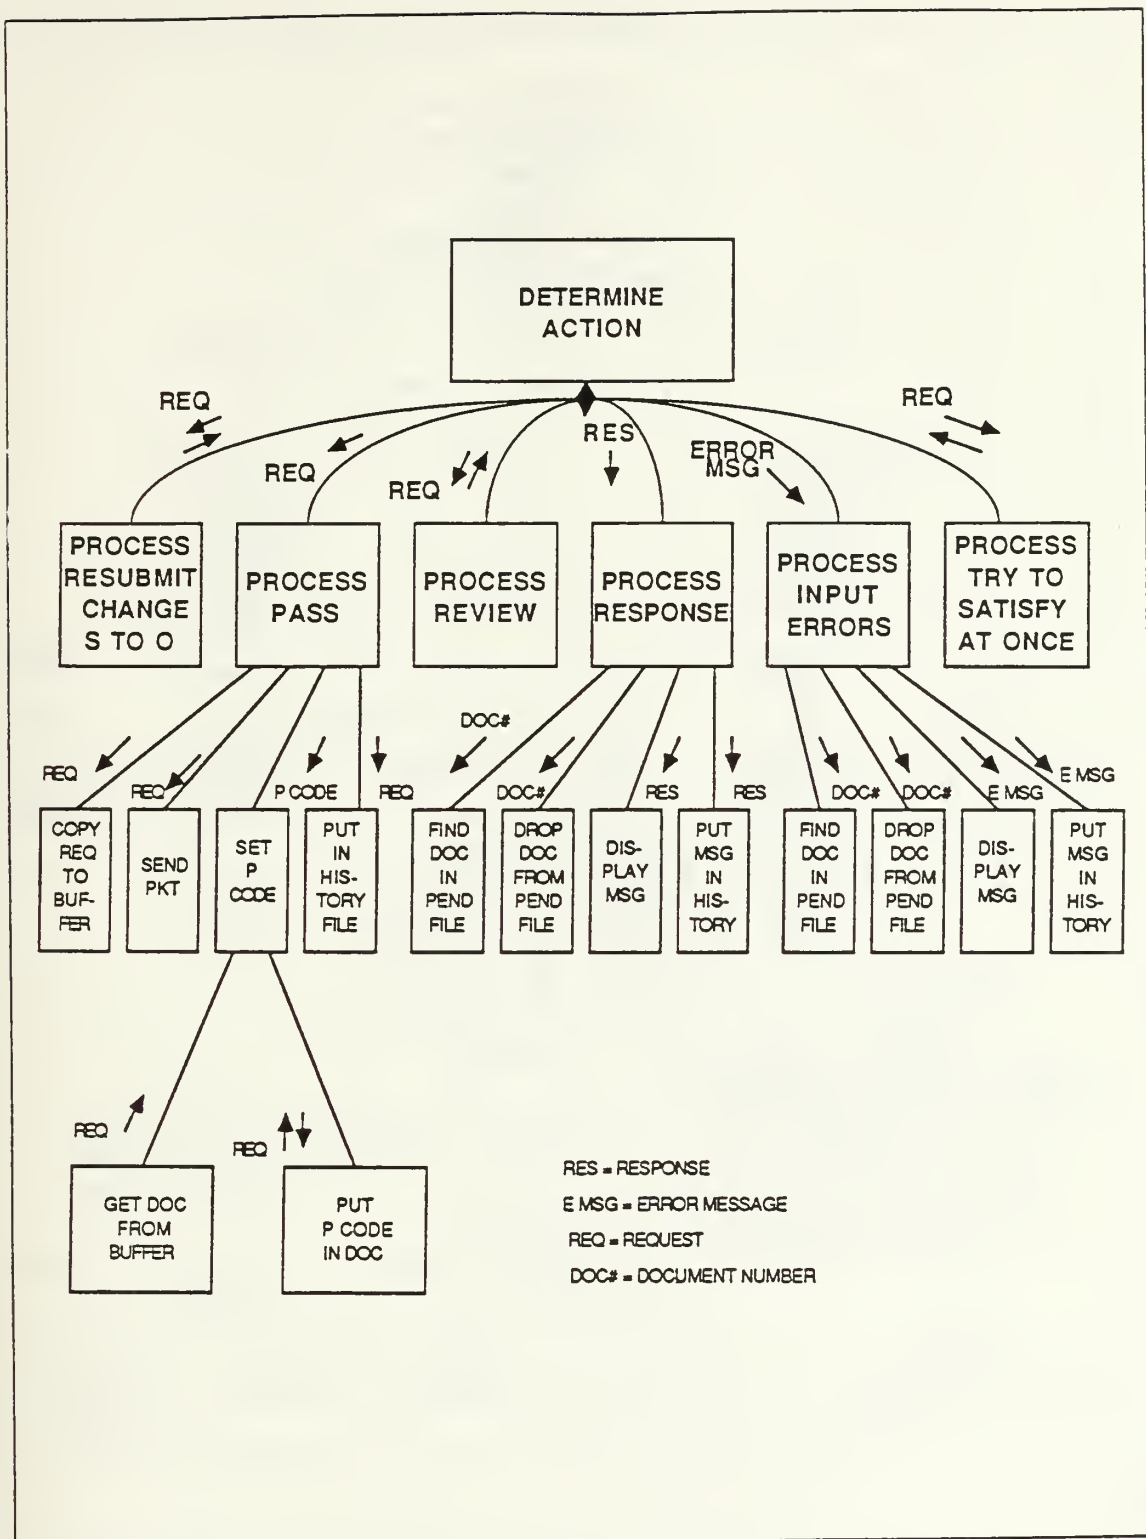 DETERMINE
ACTION
REQ
REQ
REQ
RES
ERROR
MSG
REQ
PROCESS
RESUBMIT
CHANGE
S TO O
PROCESS
PASS
PROCESS
REVIEW
PROCESS
RESPONSE
PROCESS
INPUT
ERRORS
PROCESS
TRY TO
SATISFY
AT ONCE
REQ
REQ
P CODE
REQ
DOC#
DOC#
RES
RES
DOC#
DOC#
E MSG
E MSG
COPY
REQ
TO
BUF-
FER
SEND
PKT
SET
P
CODE
PUT
IN
HIS-
TORY
FILE
FIND
DOC
IN
PEND
FILE
DROP
DOC
FROM
PEND
FILE
DIS-
PLAY
MSG
PUT
MSG
IN
HIS-
TORY
FIND
DOC
IN
PEND
FILE
DROP
DOC
FROM
PEND
FILE
DIS-
PLAY
MSG
PUT
MSG
IN
HIS-
TORY
REQ
REQ
GET DOC
FROM
BUFFER
PUT
P CODE
IN DOC
RES = RESPONSE
E MSG = ERROR MESSAGE
REQ = REQUEST
DOC# = DOCUMENT NUMBER